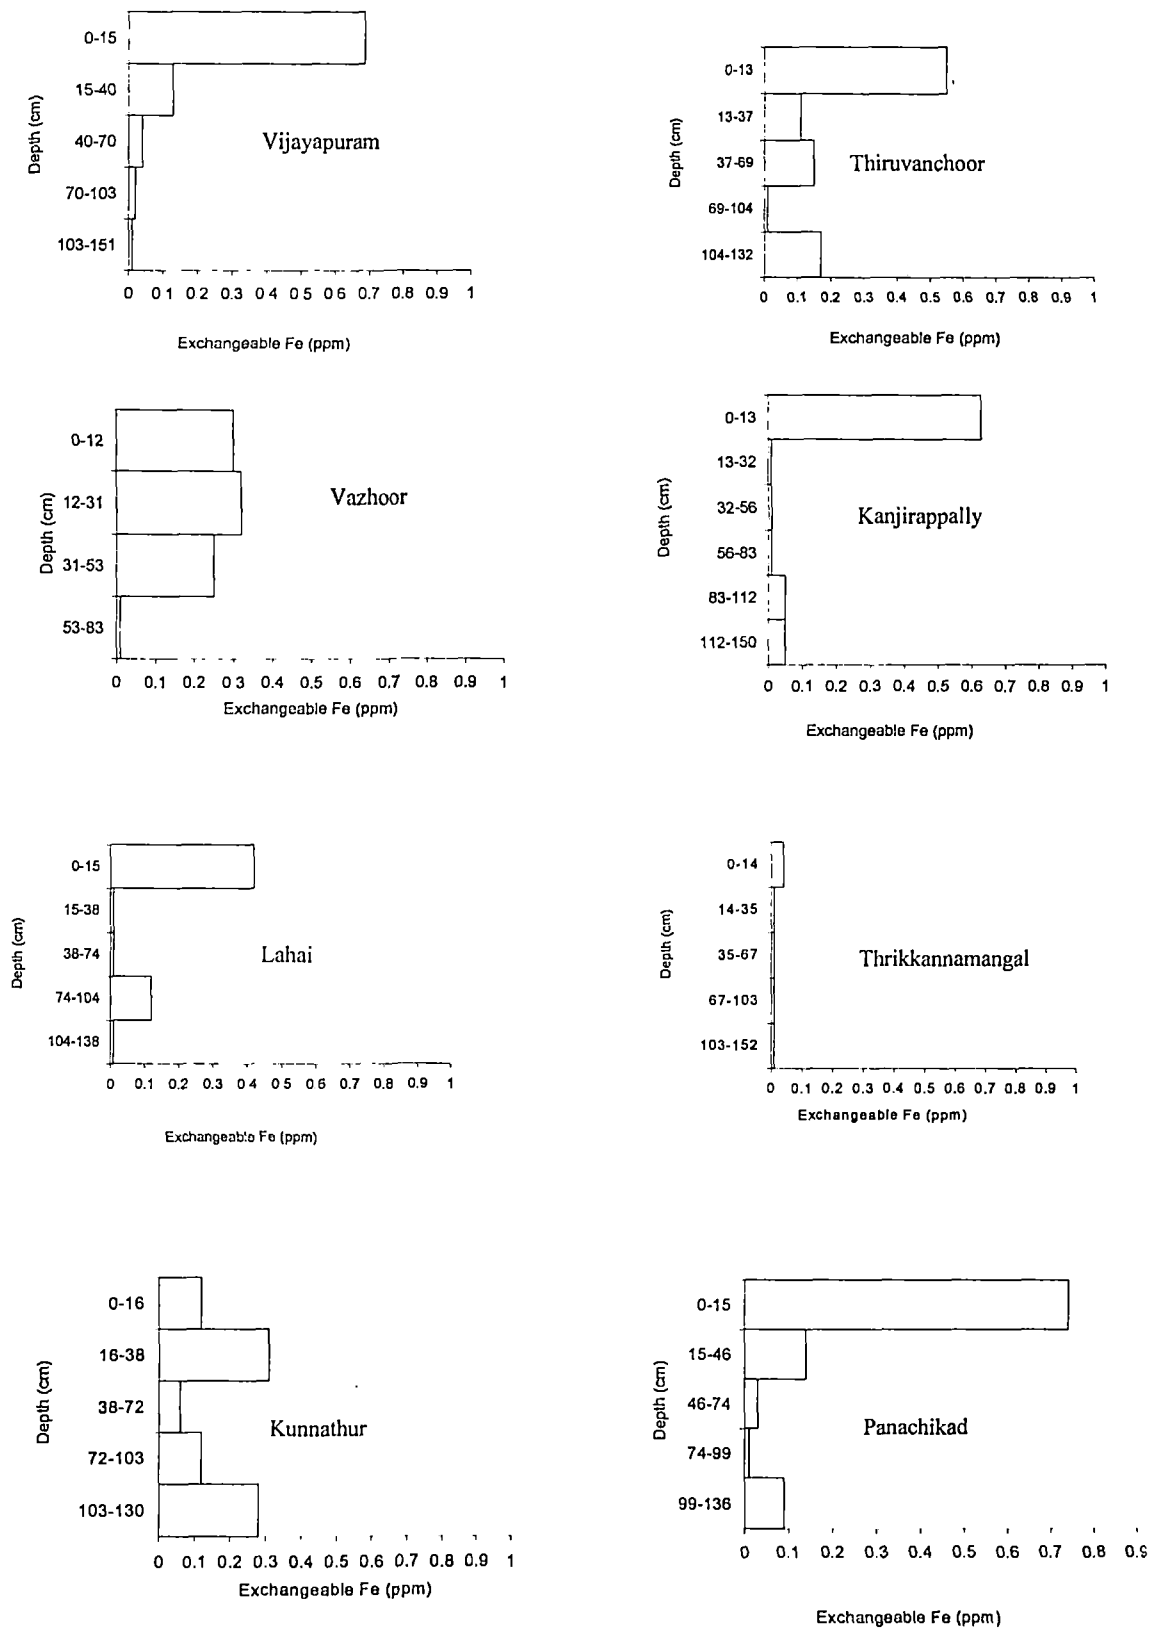 0-15
15-40
40-70
70-103
103-151
Depth (cm)
Vijayapuram
0 0.1 0.2 0.3 0 4 0 5 0 6 0.7 0.8 0.9 1
Exchangeable Fe (ppm)
0-13
13-37
37-69
69-104
104-132
Depth (cm)
Thiruvanchoor
0 0.1 0.2 0.3 0.4 0.5 0.6 0.7 0.8 0.9 1
Exchangeable Fe (ppm)
0-12
12-31
31-53
53-83
Depth (cm)
Vazhoor
0 0.1 0.2 0 3 0.4 0.5 0.6 0.7 0.8 0.9 1
Exchangeable Fe (ppm)
0-13
13-32
32-56
56-83
83-112
112-150
Depth (cm)
Kanjirappally
0 0.1 0.2 0.3 0.4 0.5 0.6 0.7 0.8 0.9 1
Exchangeable Fe (ppm)
0-15
15-38
38-74
74-104
104-138
Depth (cm)
Lahai
0 0.1 0.2 0.3 0 4 0.5 0.6 0.7 0.8 0.9 1
Exchangeable Fe (ppm)
0-14
14-35
35-67
67-103
103-152
Depth (cm)
Thrikkannamangal
0 0.1 0.2 0.3 0.4 0.5 0.6 0.7 0.8 0.9 1
Exchangeable Fe (ppm)
0-16
16-38
38-72
72-103
103-130
Depth (cm)
Kunnathur
0 0.1 0.2 0.3 0.4 0.5 0.6 0.7 0.8 0.9 1
Exchangeable Fe (ppm)
0-15
15-46
46-74
74-99
99-136
Depth (cm)
Panachikad
0 0.1 0.2 0.3 0.4 0.5 0.6 0.7 0.8 0.9
Exchangeable Fe (ppm)